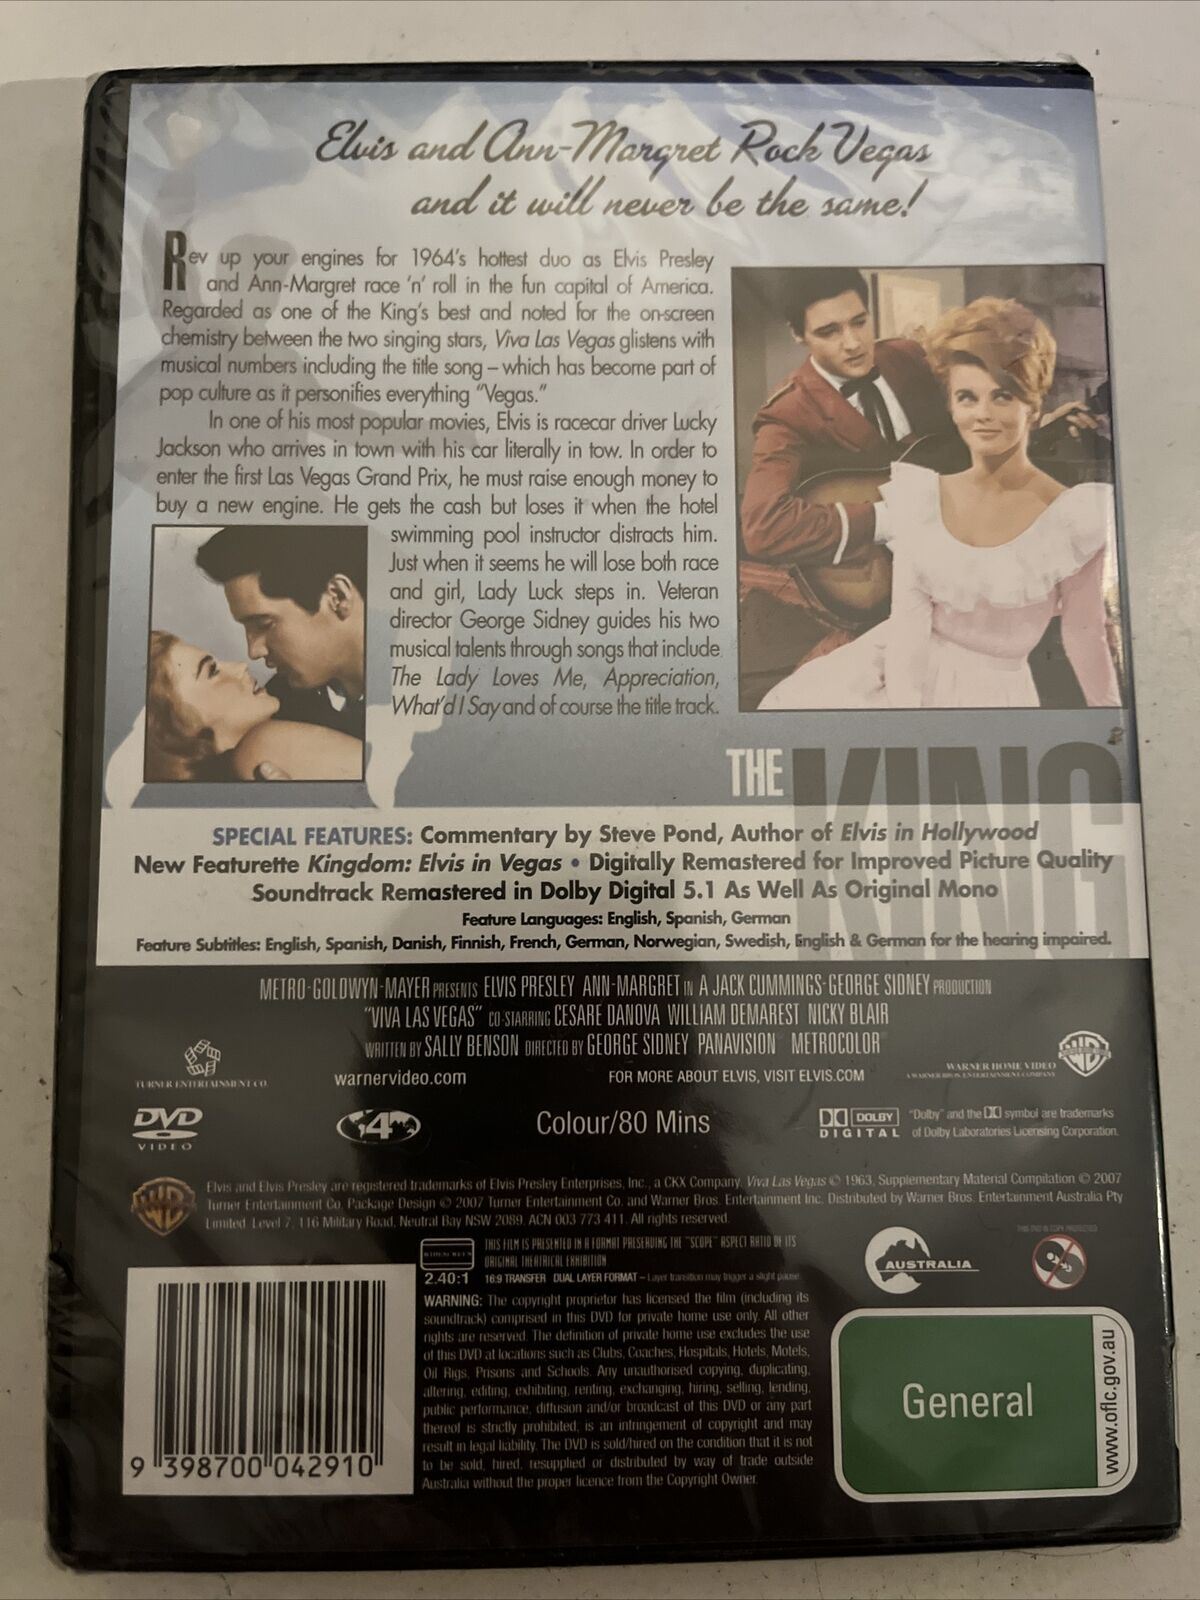 Elvis and Ann-Margret Rock Vegas
and it will never be the same!
Rev up your engines for 1964's hottest duo as Elvis Presley
and Ann-Margret race 'n' roll in the fun capital of America.
Regarded as one of the King's best and noted for the on-screen
chemistry between the two singing stars, Viva Las Vegas glistens with
musical numbers including the title song – which has become part of
pop culture as it personifies everything "Vegas."
In one of his most popular movies, Elvis is racecar driver Lucky
Jackson who arrives in town with his car literally in tow. In order to
enter the first Las Vegas Grand Prix, he must raise enough money to
buy a new engine. He gets the cash but loses it when the hotel
swimming pool instructor distracts him.
Just when it seems he will lose both race
and girl, Lady Luck steps in. Veteran
director George Sidney guides his two
musical talents through songs that include
The Lady Loves Me, Appreciation,
What'd I Say and of course the title track.
THE KING
SPECIAL FEATURES: Commentary by Steve Pond, Author of Elvis in Hollywood
New Featurette Kingdom: Elvis in Vegas • Digitally Remastered for Improved Picture Quality
Soundtrack Remastered in Dolby Digital 5.1 As Well As Original Mono
Feature Languages: English, Spanish, German
Feature Subtitles: English, Spanish, Danish, Finnish, French, German, Norwegian, Swedish, English & German for the hearing impaired.
METRO-GOLDWYN-MAYER PRESENTS ELVIS PRESLEY ANN-MARGRET IN A JACK CUMMINGS-GEORGE SIDNEY PRODUCTION
"VIVA LAS VEGAS" CO-STARRING CESARE DANOVA WILLIAM DEMAREST NICKY BLAIR
WRITTEN BY SALLY BENSON DIRECTED BY GEORGE SIDNEY PANAVISION METROCOLOR
TURNER ENTERTAINMENT CO.
warnervideo.com
FOR MORE ABOUT ELVIS, VISIT ELVIS.COM
WARNER HOME VIDEO
A WARNER BROS. ENTERTAINMENT COMPANY
DVD
VIDEO
4
Colour/80 Mins
DOLBY
DIGITAL
"Dolby" and the symbol are trademarks
of Dolby Laboratories Licensing Corporation.
Elvis and Elvis Presley are registered trademarks of Elvis Presley Enterprises, Inc., a CKX Company. Viva Las Vegas © 1963, Supplementary Material Compilation © 2007
Turner Entertainment Co. Package Design © 2007 Turner Entertainment Co. and Warner Bros. Entertainment Inc. Distributed by Warner Bros. Entertainment Australia Pty
Limited. Level 7, 116 Military Road, Neutral Bay NSW 2089. ACN 003 773 411. All rights reserved.
WIDESCREEN
2.40:1
THIS FILM IS PRESENTED IN A FORMAT PRESERVING THE "SCOPE" ASPECT RATIO OF ITS
ORIGINAL THEATRICAL EXHIBITION
16:9 TRANSFER DUAL LAYER FORMAT – Layer transition may trigger a slight pause.
WARNING: The copyright proprietor has licensed the film (including its
soundtrack) comprised in this DVD for private home use only. All other
rights are reserved. The definition of private home use excludes the use
of this DVD at locations such as Clubs, Coaches, Hospitals, Hotels, Motels,
Oil Rigs, Prisons and Schools. Any unauthorised copying, duplicating,
altering, editing, exhibiting, renting, exchanging, hiring, selling, lending,
public performance, diffusion and/or broadcast of this DVD or any part
thereof is strictly prohibited, is an infringement of copyright and may
result in legal liability. The DVD is sold/hired on the condition that it is not
to be sold, hired, resupplied or distributed by way of trade outside
Australia without the proper licence from the Copyright Owner.
AUSTRALIA
THIS DVD IS COPY PROTECTED
General
www.oflc.gov.au
9 398700 042910